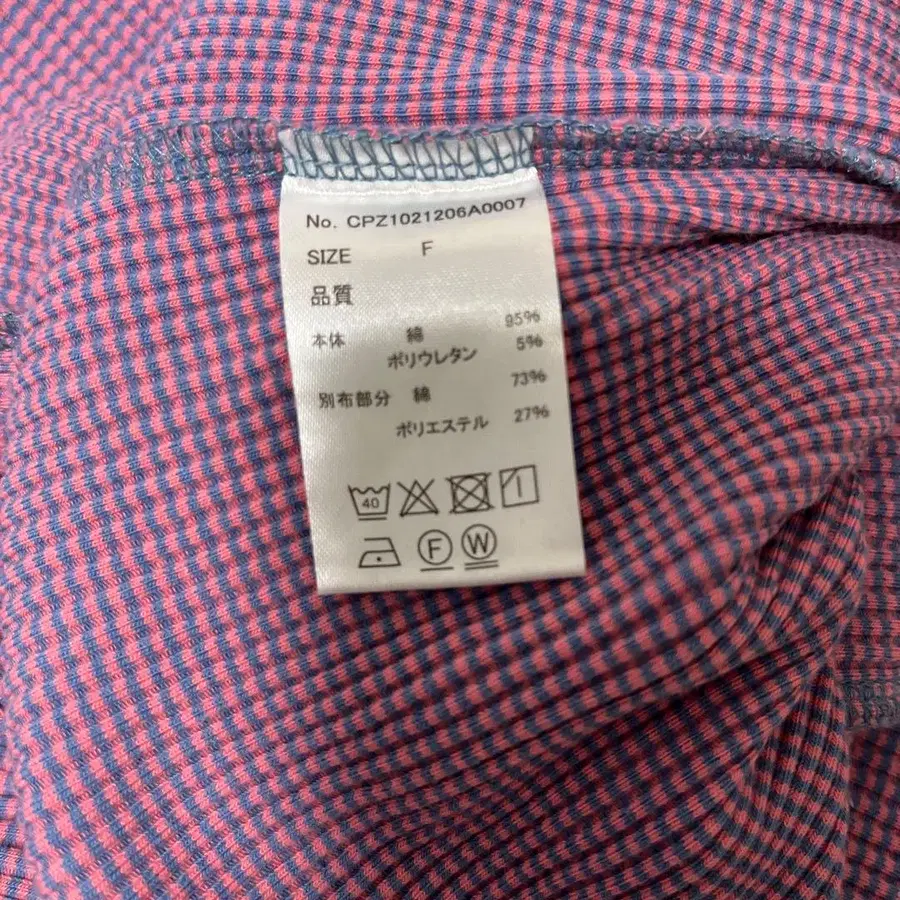 No. CPZ1021206A0007
SIZE F
品質
本体 綿 95%
ポリウレタン 5%
別布部分 綿 73%
ポリエステル 27%
40
F W